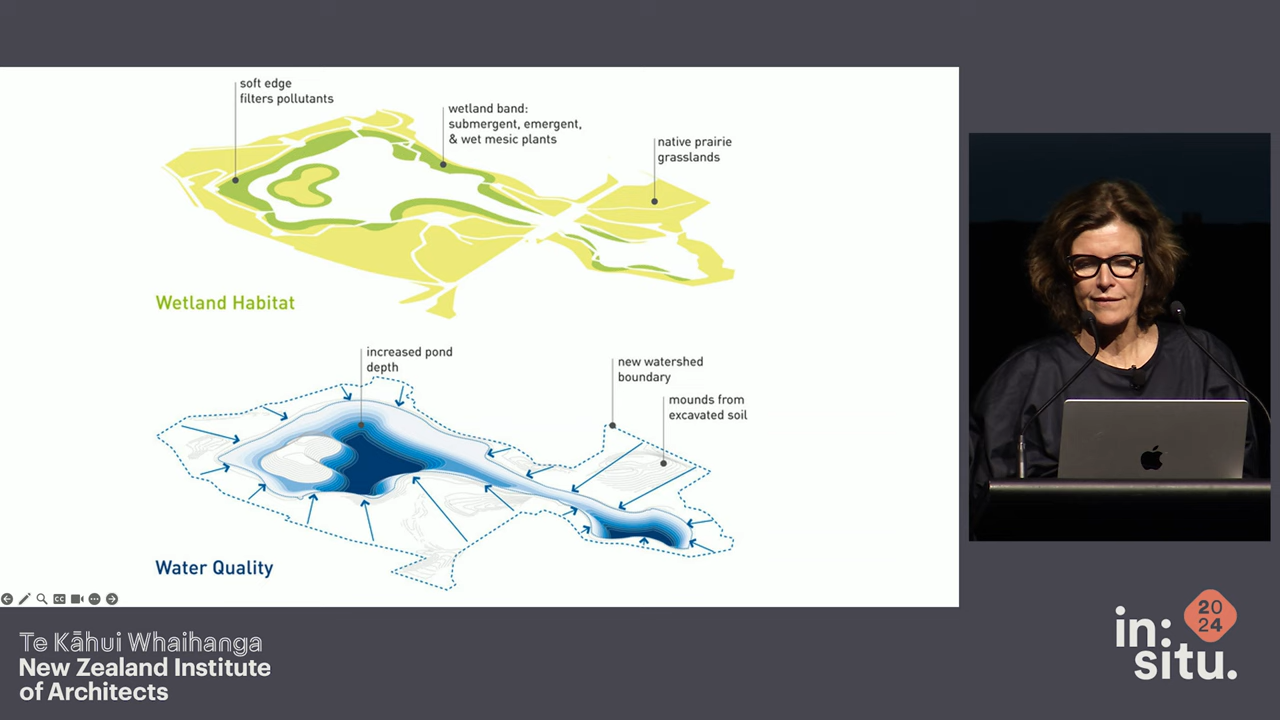 soft edge
filters pollutants
wetland band:
submergent, emergent,
& wet mesic plants
native prairie
grasslands
Wetland Habitat
increased pond
depth
new watershed
boundary
mounds from
excavated soil
Water Quality
CC
Te Kāhui Whaihanga
New Zealand Institute
of Architects
in:
situ.
20
24